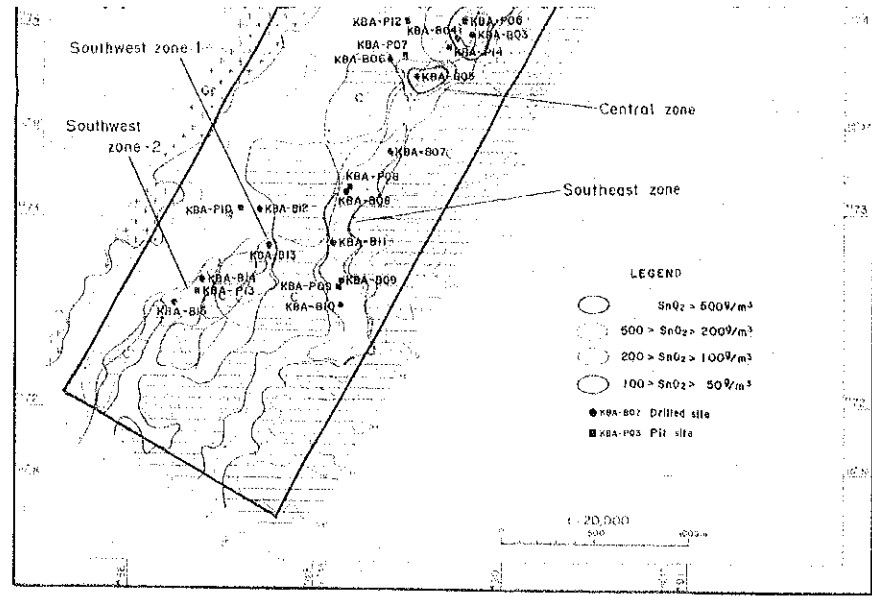 KBA-P12
KBA-P06
KBA-B04
KBA-B03
KBA-P07
KBA-P14
KBA-B06
KBA-B05
Southwest zone-1
Gr
C
Central
zone
Southwest
zone-2
KBA-B07
KBA-P08
KBA-B08
Southeast zone
KBA-P10
KBA-B12
KBA-B11
KBA-B13
KBA-B14
KBA-P13
KBA-P09
KBA-B09
C
KBA-B10
KBA-B15
LEGEND
SnO₂ > 500g/m³
500 > SnO₂ > 200g/m³
200 > SnO₂ > 100g/m³
100 > SnO₂ > 50g/m³
KBA-B02 Drilled site
KBA-P03 Pit site
1:20,000
0 500 1000m